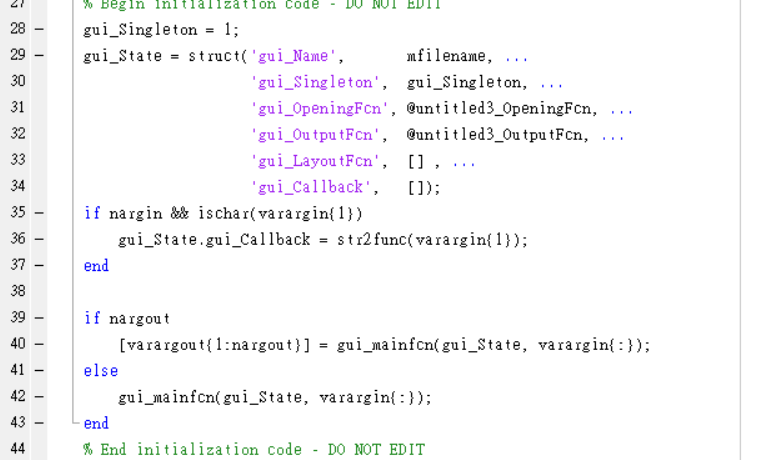 27 % Begin initialization code - DO NOT EDIT
28 - gui_Singleton = 1;
29 - gui_State = struct('gui_Name',       mfilename, ...
30                    'gui_Singleton',  gui_Singleton, ...
31                    'gui_OpeningFcn', @untitled3_OpeningFcn, ...
32                    'gui_OutputFcn',  @untitled3_OutputFcn, ...
33                    'gui_LayoutFcn',  [] , ...
34                    'gui_Callback',   []);
35 - if nargin && ischar(varargin{1})
36 -     gui_State.gui_Callback = str2func(varargin{1});
37 - end
38
39 - if nargout
40 -     [varargout{1:nargout}] = gui_mainfcn(gui_State, varargin{:});
41 - else
42 -     gui_mainfcn(gui_State, varargin{:});
43 - end
44 % End initialization code - DO NOT EDIT